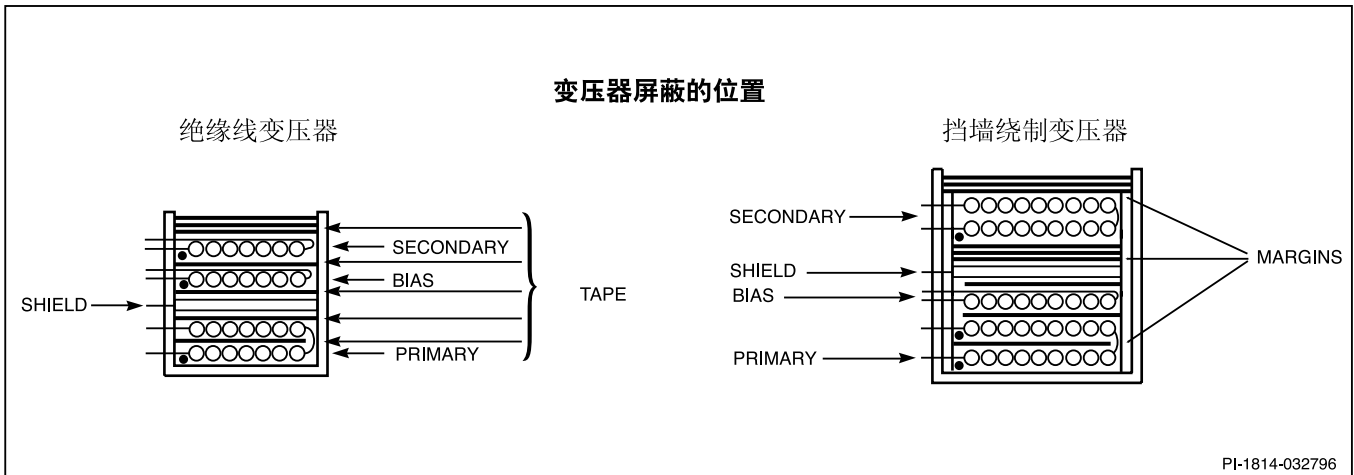 变压器屏蔽的位置
绝缘线变压器
SECONDARY
BIAS
SHIELD
TAPE
PRIMARY
挡墙绕制变压器
SECONDARY
SHIELD
BIAS
MARGINS
PRIMARY
PI-1814-032796